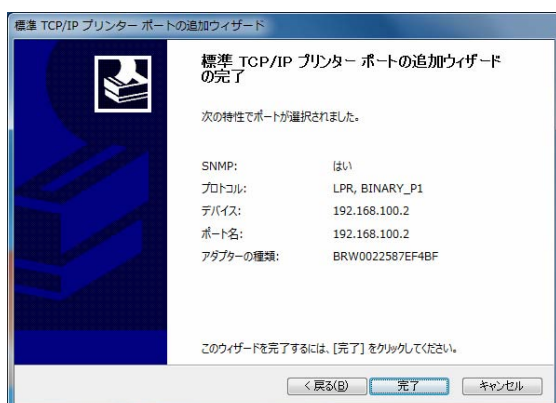 標準 TCP/IP プリンター ポートの追加ウィザード
標準 TCP/IP プリンター ポートの追加ウィザード
の完了
次の特性でポートが選択されました。
SNMP: はい
プロトコル: LPR, BINARY_P1
デバイス: 192.168.100.2
ポート名: 192.168.100.2
アダプターの種類: BRW0022587EF4BF
このウィザードを完了するには、[完了] をクリックしてください。
< 戻る(B) 完了 キャンセル